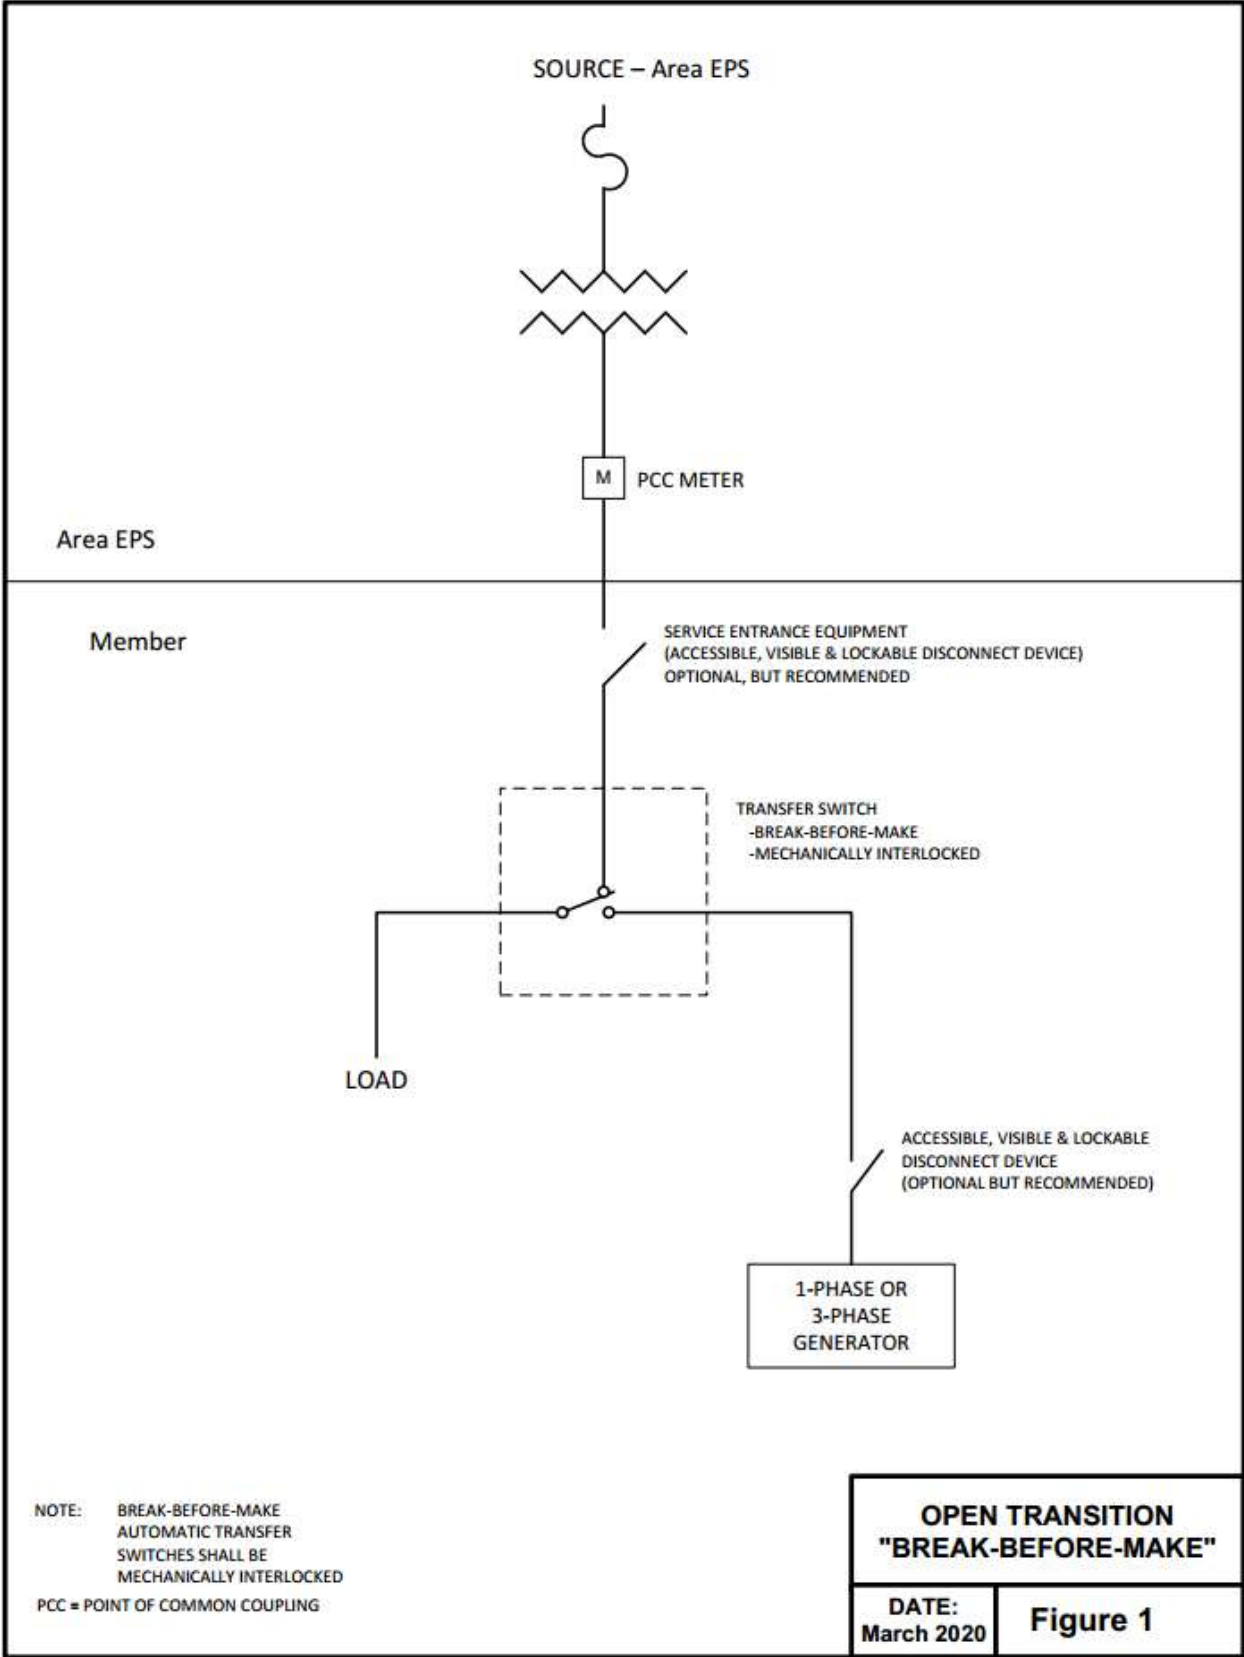 SOURCE – Area EPS
M
PCC METER
Area EPS
Member
SERVICE ENTRANCE EQUIPMENT
(ACCESSIBLE, VISIBLE & LOCKABLE DISCONNECT DEVICE)
OPTIONAL, BUT RECOMMENDED
TRANSFER SWITCH
-BREAK-BEFORE-MAKE
-MECHANICALLY INTERLOCKED
LOAD
ACCESSIBLE, VISIBLE & LOCKABLE
DISCONNECT DEVICE
(OPTIONAL BUT RECOMMENDED)
1-PHASE OR
3-PHASE
GENERATOR
NOTE: BREAK-BEFORE-MAKE
AUTOMATIC TRANSFER
SWITCHES SHALL BE
MECHANICALLY INTERLOCKED
PCC = POINT OF COMMON COUPLING
OPEN TRANSITION
"BREAK-BEFORE-MAKE"
DATE:
March 2020
Figure 1